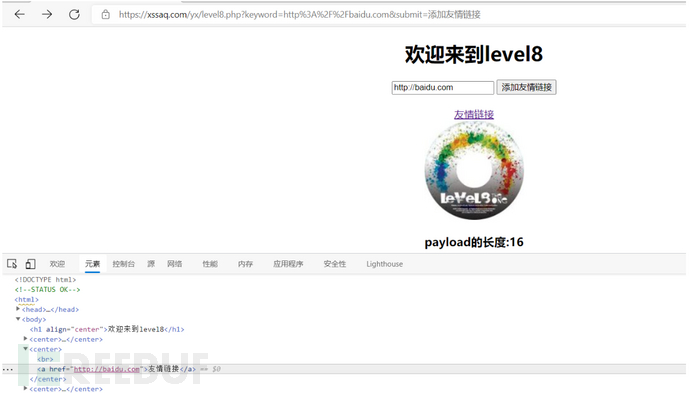 https://xssaq.com/yx/level8.php?keyword=http%3A%2F%2Fbaidu.com&submit=添加友情链接
欢迎来到level8
http://baidu.com 添加友情链接
友情链接
LeVeL8
payload的长度:16
欢迎 元素 控制台 源 网络 性能 内存 应用程序 安全性 Lighthouse
<!DOCTYPE html>
<!--STATUS OK-->
<html>
<head>…</head>
<body>
<h1 align="center">欢迎来到level8</h1>
<center>…</center>
<center>
<br>
<a href="http://baidu.com">友情链接</a> == $0
</center>
<center>…</center>
REEBUF